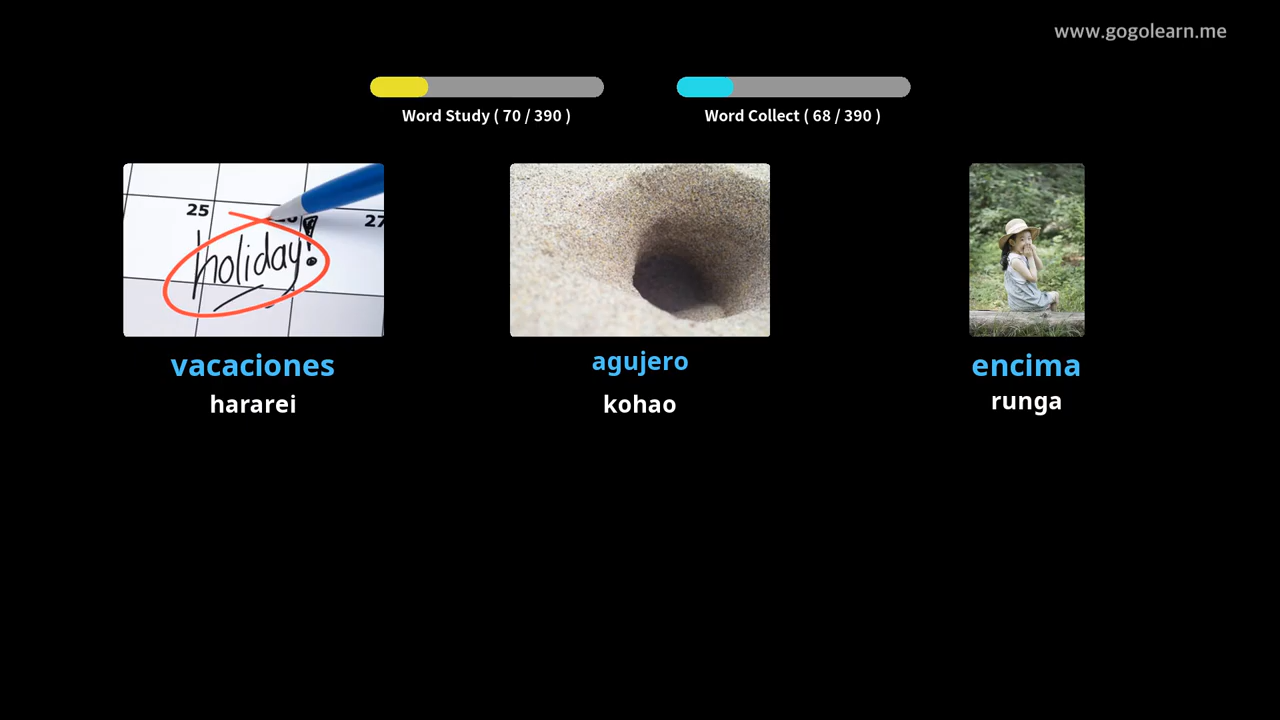 www.gogolearn.me
Word Study ( 70 / 390 )
Word Collect ( 68 / 390 )
25
27
holiday!
vacaciones
hararei
agujero
kohao
encima
runga